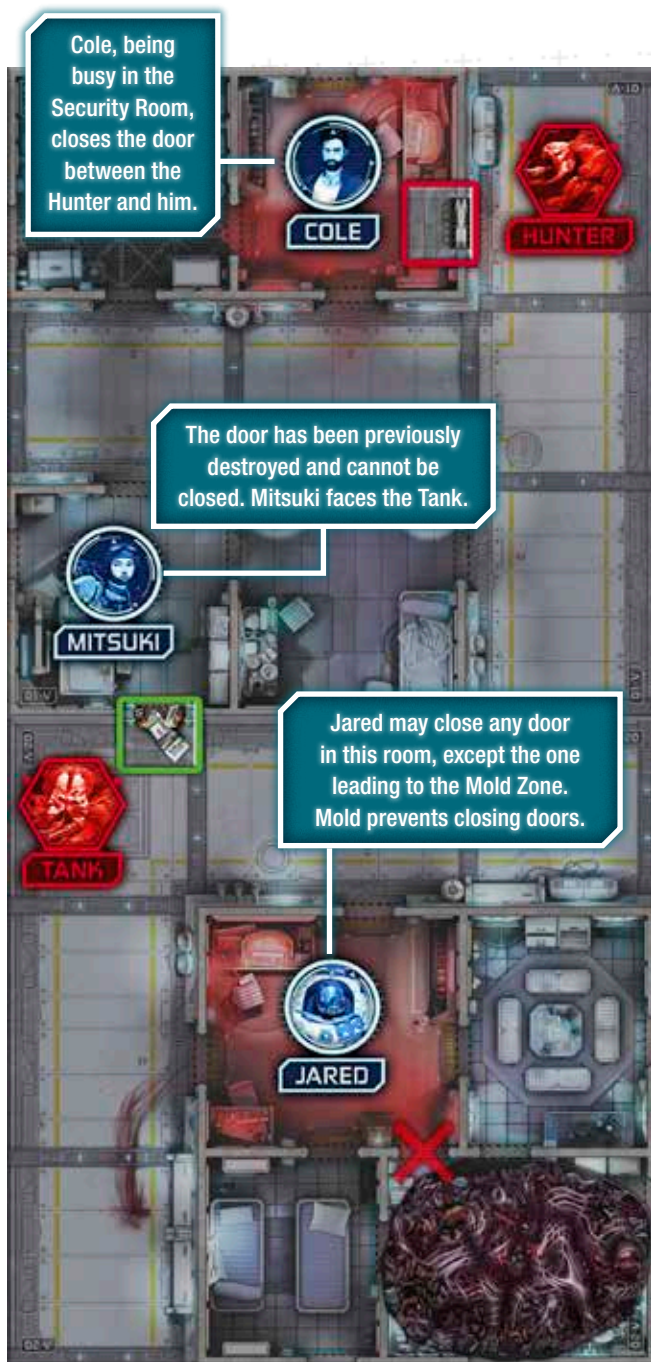 Cole, being
busy in the
Security Room,
closes the door
between the
Hunter and him.
A-10
COLE
HUNTER
The door has been previously
destroyed and cannot be
closed. Mitsuki faces the Tank.
MITSUKI
Jared may close any door
in this room, except the one
leading to the Mold Zone.
Mold prevents closing doors.
TANK
JARED